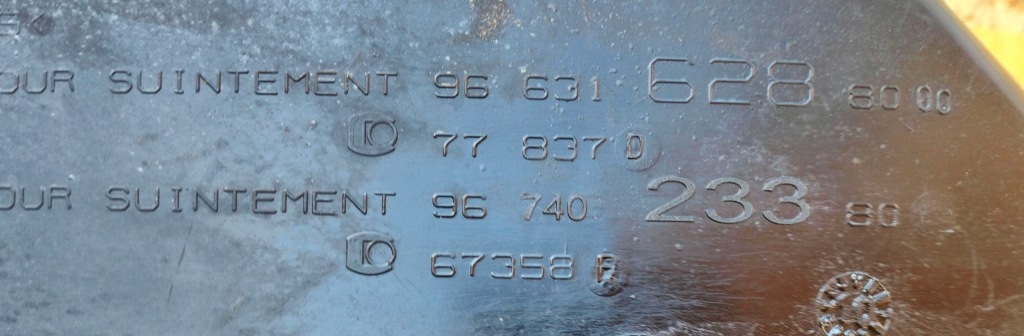 OUR SUINTEMENT 96 631 628 80 00
77 837 D
OUR SUINTEMENT 96 740 233 80
67358 F